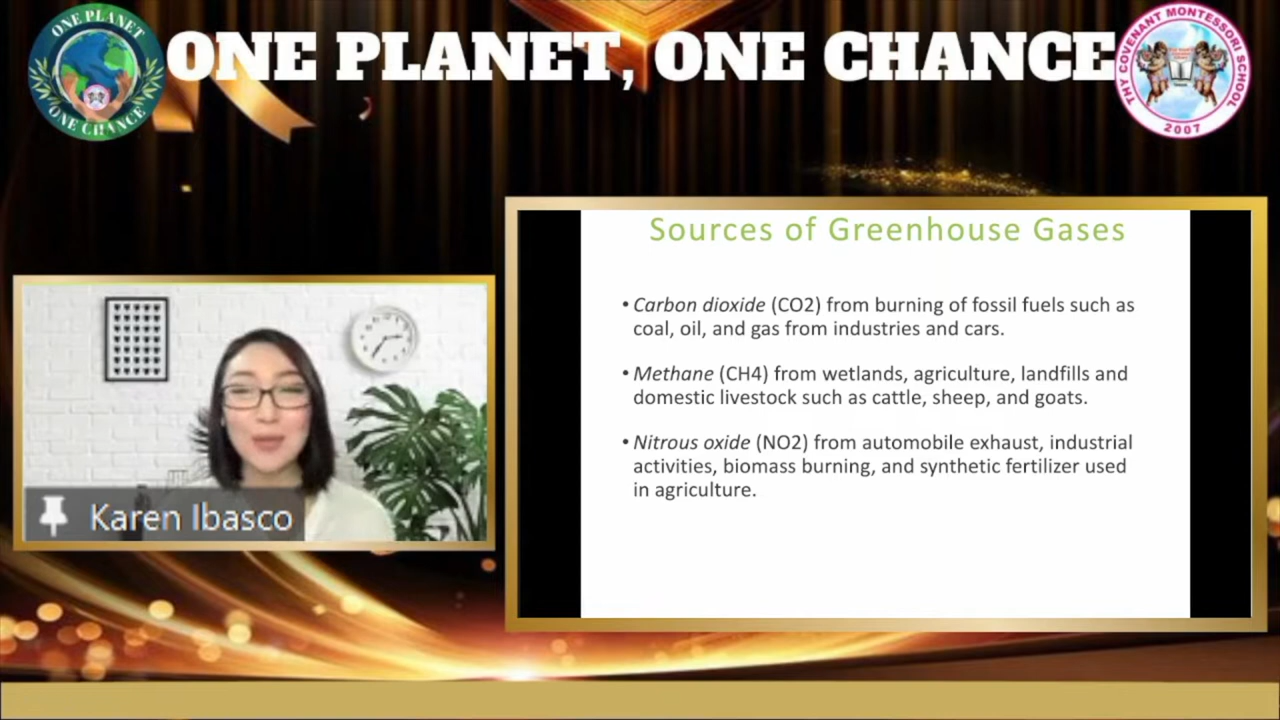 ONE PLANET
ONE CHANCE
ONE PLANET, ONE CHANCE
THY COVENANT MONTESSORI SCHOOL
2007
Sources of Greenhouse Gases
• Carbon dioxide (CO2) from burning of fossil fuels such as
coal, oil, and gas from industries and cars.
• Methane (CH4) from wetlands, agriculture, landfills and
domestic livestock such as cattle, sheep, and goats.
• Nitrous oxide (NO2) from automobile exhaust, industrial
activities, biomass burning, and synthetic fertilizer used
in agriculture.
Karen Ibasco